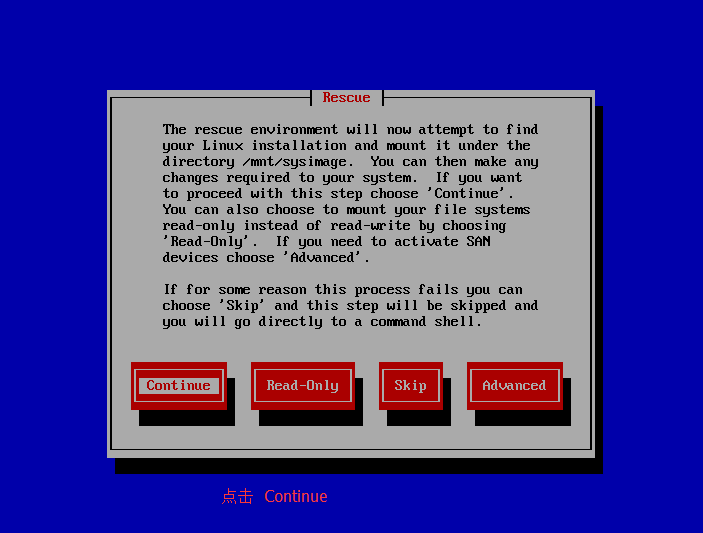 Rescue
The rescue environment will now attempt to find
your Linux installation and mount it under the
directory /mnt/sysimage.  You can then make any
changes required to your system.  If you want
to proceed with this step choose 'Continue'.
You can also choose to mount your file systems
read-only instead of read-write by choosing
'Read-Only'.  If you need to activate SAN
devices choose 'Advanced'.
If for some reason this process fails you can
choose 'Skip' and this step will be skipped and
you will go directly to a command shell.
Continue Read-Only Skip Advanced
点击 Continue